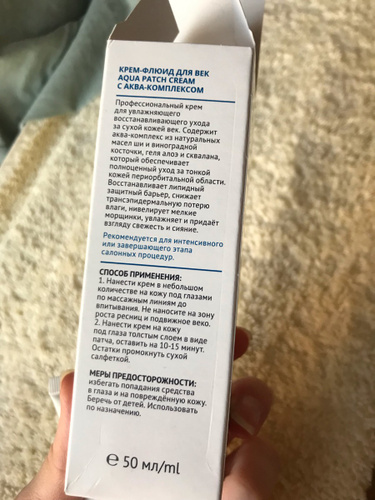 КРЕМ-ФЛЮИД ДЛЯ ВЕК
AQUA PATCH CREAM
С АКВА-КОМПЛЕКСОМ
Профессиональный крем
для увлажняющего
восстанавливающего ухода
за сухой кожей век. Содержит
аква-комплекс из натуральных
масел ши и виноградной
косточки, геля алоэ и сквалана,
который обеспечивает
полноценный уход за тонкой
кожей периорбитальной области.
Восстанавливает липидный
защитный барьер, снижает
трансэпидермальную потерю
влаги, нивелирует мелкие
морщинки, увлажняет и придаёт
взгляду свежесть и сияние.
Рекомендуется для интенсивного
или завершающего этапа
салонных процедур.
СПОСОБ ПРИМЕНЕНИЯ:
1. Нанести крем в небольшом
количестве на кожу под глазами
по массажным линиям до
впитывания. Не наносите на зону
роста ресниц и подвижное веко.
2. Нанести крем на кожу
под глаза толстым слоем в виде
патча, оставить на 10-15 минут.
Остатки промокнуть сухой
салфеткой.
МЕРЫ ПРЕДОСТОРОЖНОСТИ:
избегать попадания средства
в глаза и на повреждённую кожу.
Беречь от детей. Использовать
по назначению.
℮ 50 мл/ml